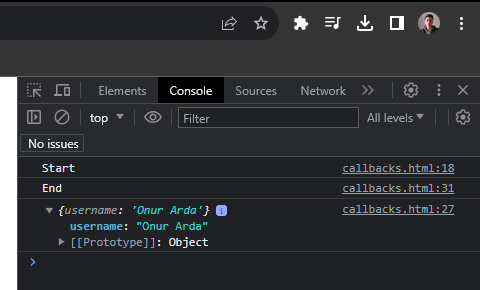 Elements Console Sources Network
top Filter All levels
No issues
Start callbacks.html:18
End callbacks.html:31
{username: 'Onur Arda'} i callbacks.html:27
username: "Onur Arda"
[[Prototype]]: Object